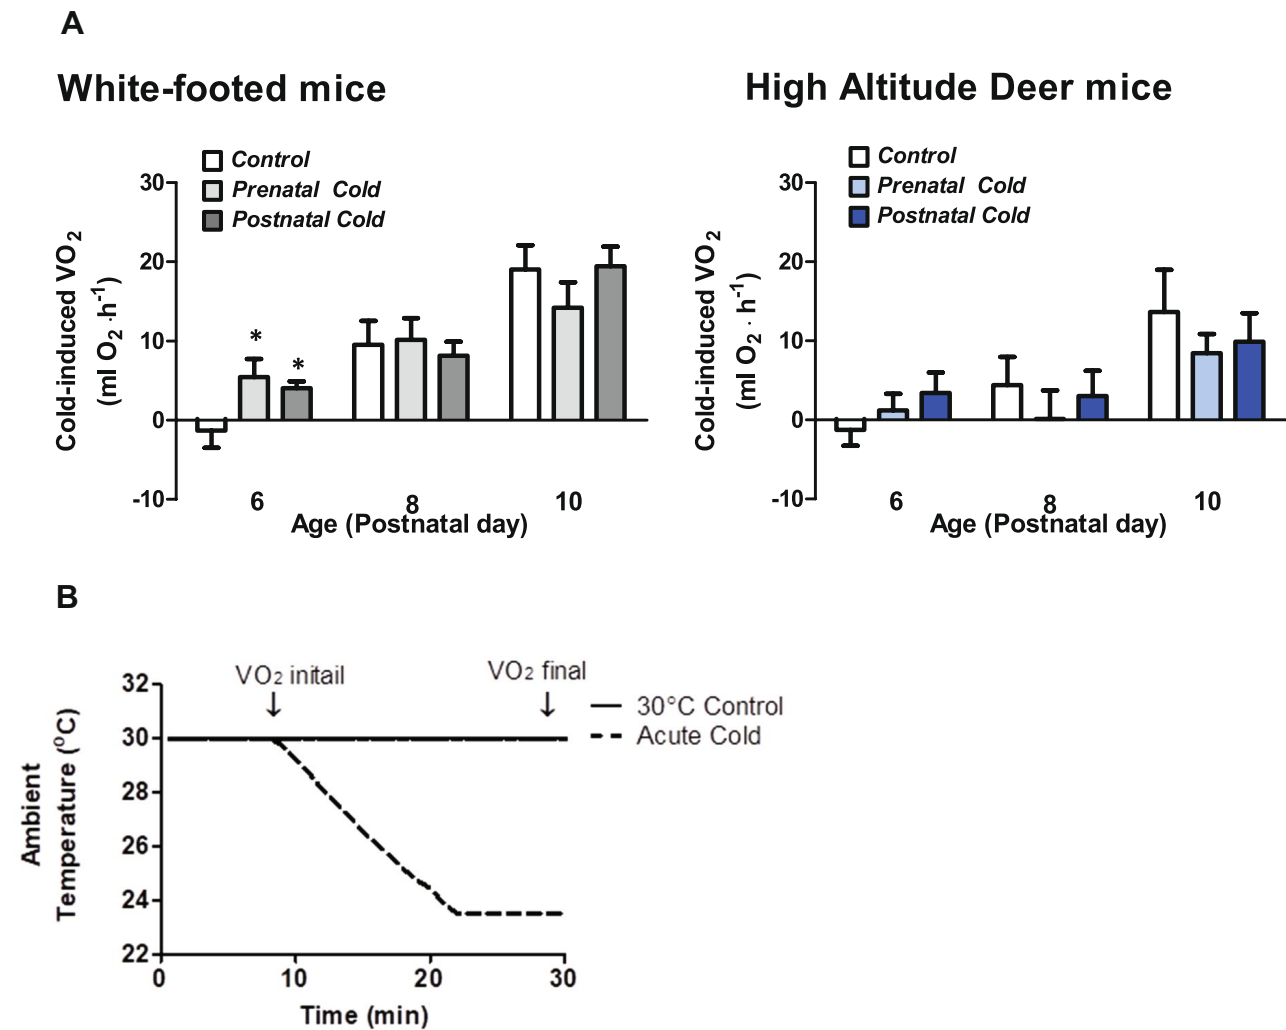 A
White-footed mice
High Altitude Deer mice
Control
Prenatal Cold
Postnatal Cold
Cold-induced VO2
(ml O2 ·h-1)
30
20
10
0
-10
*
*
6
8
10
Age (Postnatal day)
Control
Prenatal Cold
Postnatal Cold
Cold-induced VO2
(ml O2 · h-1)
30
20
10
0
-10
6
8
10
Age (Postnatal day)
B
VO2 initail
VO2 final
30°C Control
Acute Cold
Ambient
Temperature (oC)
32
30
28
26
24
22
0
10
20
30
Time (min)